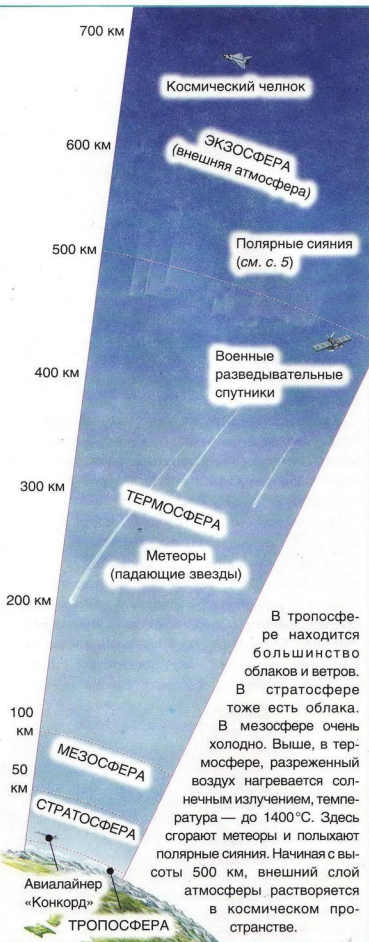 700 км
Космический челнок
600 км
ЭКЗОСФЕРА
(внешняя атмосфера)
500 км
Полярные сияния
(см. с. 5)
Военные
разведывательные
спутники
400 км
300 км
ТЕРМОСФЕРА
Метеоры
(падающие звезды)
200 км
100
км
МЕЗОСФЕРА
50
км
СТРАТОСФЕРА
Авиалайнер
«Конкорд»
ТРОПОСФЕРА
В тропосфе-
ре находится
большинство
облаков и ветров.
В стратосфере
тоже есть облака.
В мезосфере очень
холодно. Выше, в тер-
мосфере, разреженный
воздух нагревается сол-
нечным излучением, темпе-
ратура — до 1400°С. Здесь
сгорают метеоры и полыхают
полярные сияния. Начиная с вы-
соты 500 км, внешний слой
атмосферы растворяется
в космическом про-
странстве.